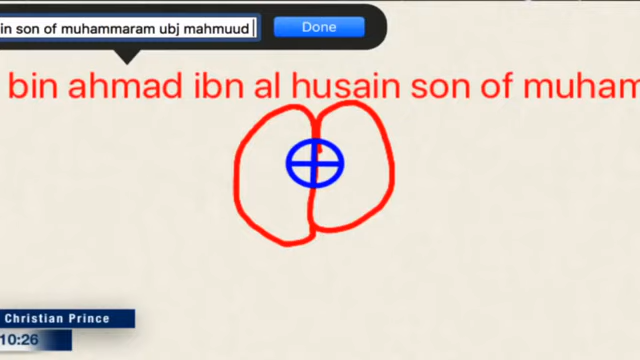 in son of muhammaram ubj mahmuud
Done
bin ahmad ibn al husain son of muham
Christian Prince
10:26